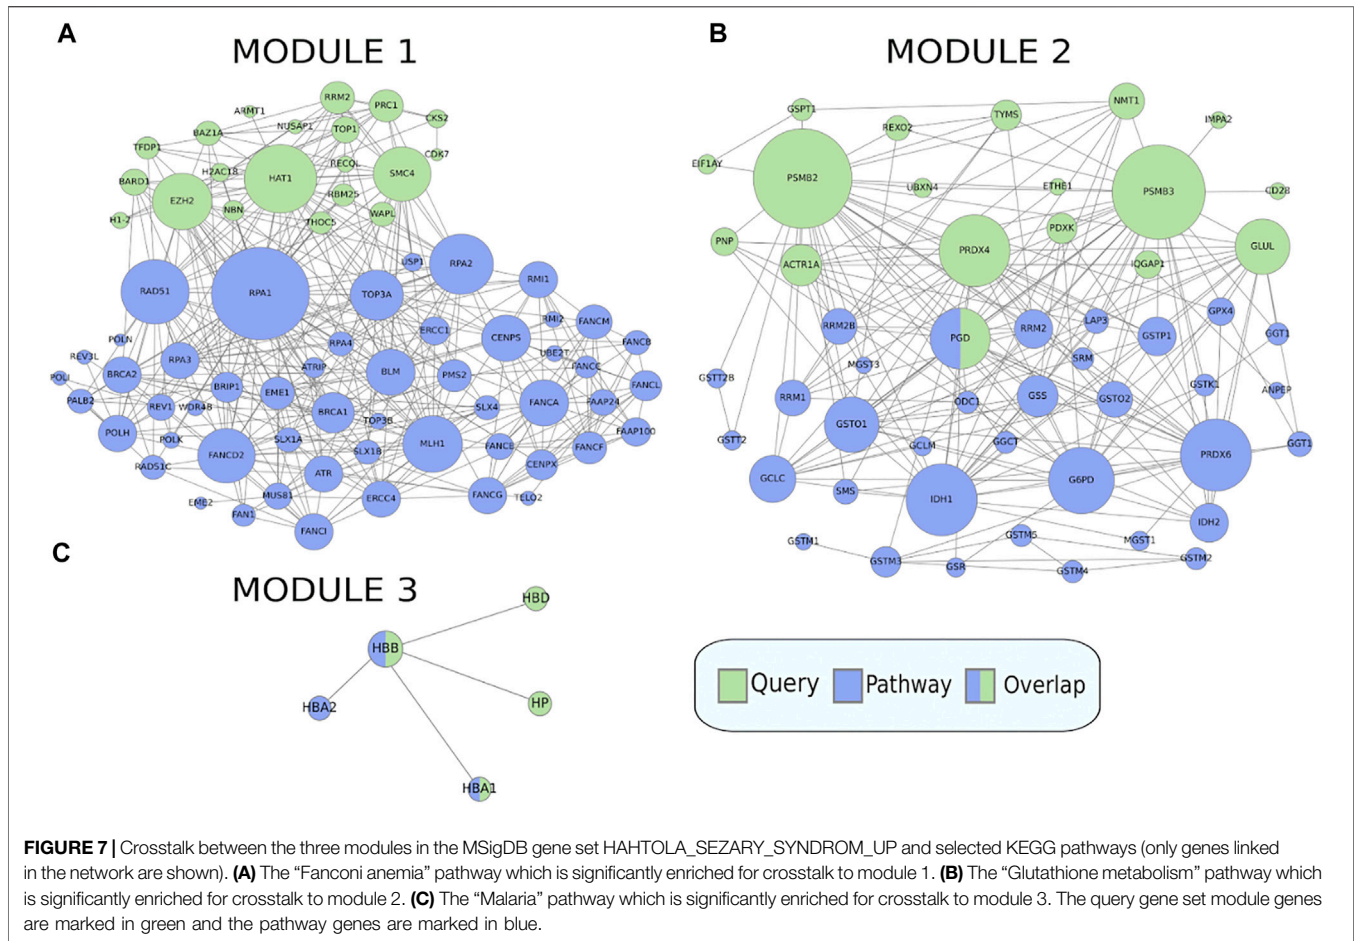 A
MODULE 1
ARMT1
RRM2
PRC1
CKS2
NUSAP1
TOP1
BAZ1A
TFDP1
CDK7
RECQL
H2AC18
HAT1
SMC4
BARD1
RBM25
EZH2
NBN
WAPL
H1-2
THOC5
USP1
RPA2
RMI1
RAD51
RPA1
TOP3A
RMI2
FANCM
ERCC1
CENPS
POLN
RPA4
FANCB
REV3L
RPA3
UBE2T
ATRIP
FANCC
POLI
BRCA2
BLM
PMS2
FANCL
BRIP1
EME1
PALB2
REV1
WDR48
BRCA1
SLX4
FANCA
FAAP24
TOP3B
POLH
POLK
SLX1A
MLH1
FANCE
FANCF
FAAP100
FANCD2
SLX1B
RAD51C
ATR
CENPX
MUS81
ERCC4
FANCG
TELO2
EME2
FAN1
FANCI
B
MODULE 2
GSPT1
NMT1
TYMS
REXO2
IMPA2
EIF1AY
PSMB2
UBXN4
ETHE1
PSMB3
CD28
PNP
PDXK
PRDX4
GLUL
ACTR1A
IQGAP1
RRM2B
PGD
RRM2
LAP3
GPX4
GSTP1
GGT1
MGST3
SRM
GSTT2B
RRM1
ODC1
GSS
GSTO2
GSTK1
ANPEP
GSTO1
GSTT2
GCLM
GGCT
GGT1
PRDX6
GCLC
SMS
IDH1
G6PD
IDH2
GSTM1
GSTM5
MGST1
GSTM3
GSR
GSTM4
GSTM2
C
MODULE 3
HBD
HBB
HBA2
HP
HBA1
Query
Pathway
Overlap
FIGURE 7 | Crosstalk between the three modules in the MSigDB gene set HAHTOLA_SEZARY_SYNDROM_UP and selected KEGG pathways (only genes linked
in the network are shown). (A) The “Fanconi anemia” pathway which is significantly enriched for crosstalk to module 1. (B) The “Glutathione metabolism” pathway which
is significantly enriched for crosstalk to module 2. (C) The “Malaria” pathway which is significantly enriched for crosstalk to module 3. The query gene set module genes
are marked in green and the pathway genes are marked in blue.